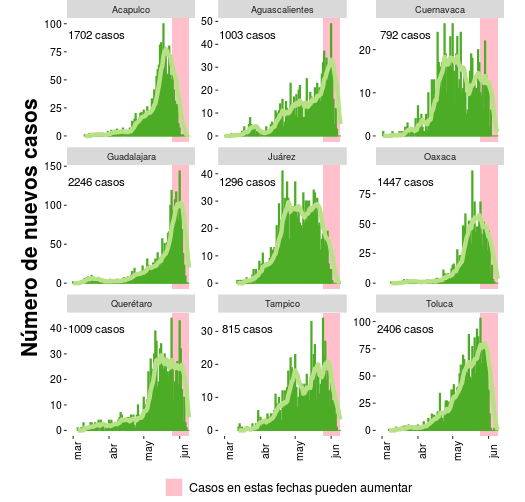 Número de nuevos casos
Acapulco
1702 casos
100
75
50
25
0
Aguascalientes
1003 casos
50
40
30
20
10
0
Cuernavaca
792 casos
20
10
0
Guadalajara
2246 casos
150
100
50
0
Juárez
1296 casos
40
30
20
10
0
Oaxaca
1447 casos
75
50
25
0
Querétaro
1009 casos
40
30
20
10
0
mar
abr
may
jun
Tampico
815 casos
30
20
10
0
mar
abr
may
jun
Toluca
2406 casos
100
75
50
25
0
mar
abr
may
jun
Casos en estas fechas pueden aumentar